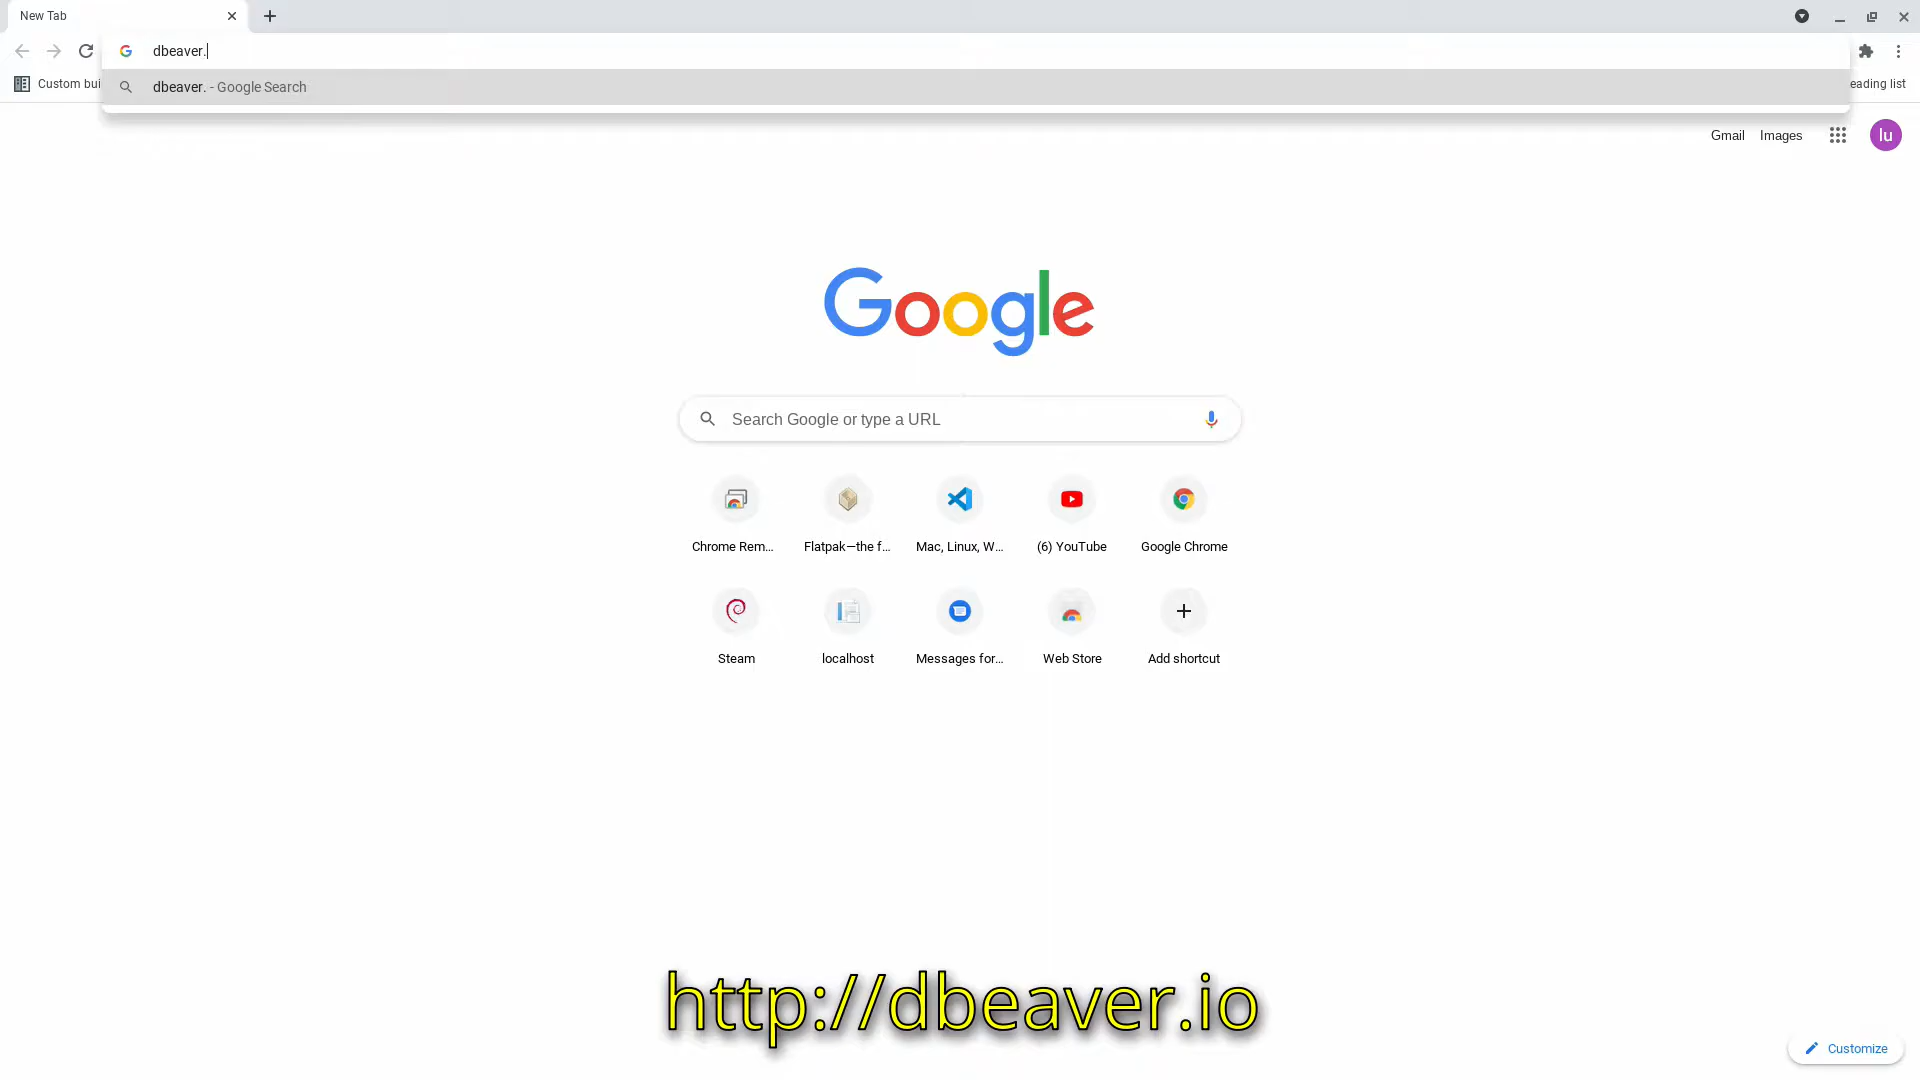 New Tab
dbeaver.
Custom bui
dbeaver. - Google Search
eading list
Gmail
Images
lu
Google
Search Google or type a URL
Chrome Rem...
Flatpak—the f...
Mac, Linux, W...
(6) YouTube
Google Chrome
Steam
localhost
Messages for...
Web Store
Add shortcut
http://dbeaver.io
Customize